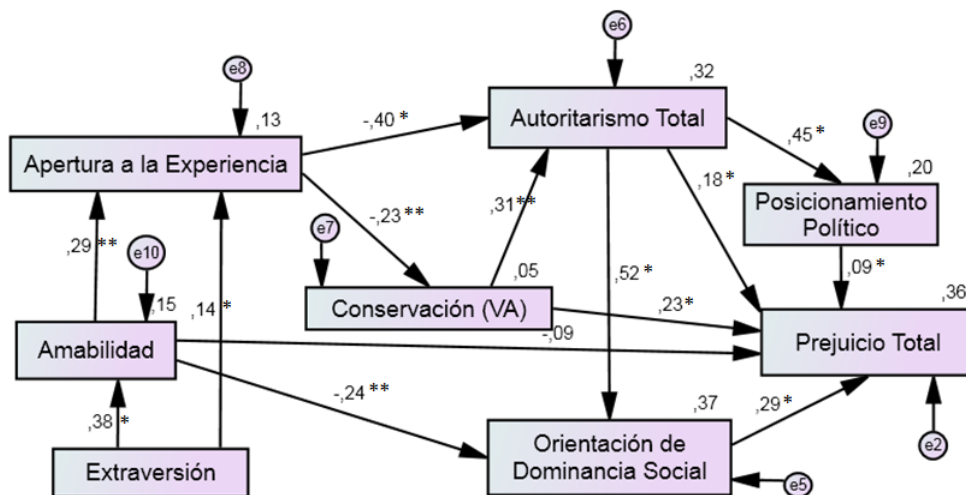 e6
e8
,32
,13
-,40 *
Autoritarismo Total
,45 *
e9
Apertura a la Experiencia
,20
,18 *
-,23 **
Posicionamiento
Político
,31 **
e7
,29 **
e10
,52 *
,09 *
,05
,15
,14 *
Conservación (VA)
,23 *
,36
Amabilidad
-,09
Prejuicio Total
-,24 **
,37
,29 *
,38 *
Orientación de
Dominancia Social
e2
Extraversión
e5